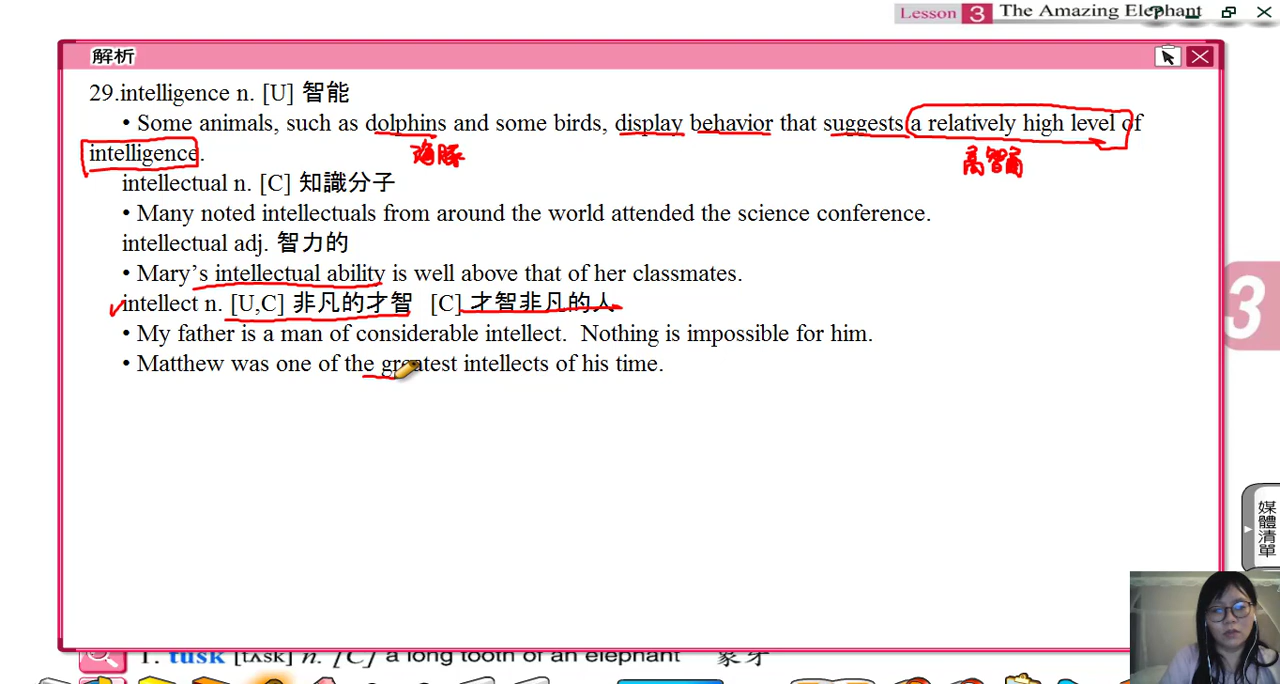 Lesson 3 The Amazing Elephant
解析
29.intelligence n. [U] 智能
• Some animals, such as dolphins and some birds, display behavior that suggests a relatively high level of
intelligence.
海豚
高智商
intellectual n. [C] 知識分子
• Many noted intellectuals from around the world attended the science conference.
intellectual adj. 智力的
• Mary's intellectual ability is well above that of her classmates.
intellect n. [U,C] 非凡的才智 [C] 才智非凡的人
• My father is a man of considerable intellect. Nothing is impossible for him.
• Matthew was one of the greatest intellects of his time.
3
媒體清單
1. tusk [tʌsk] n. [C] a long tooth of an elephant 象牙